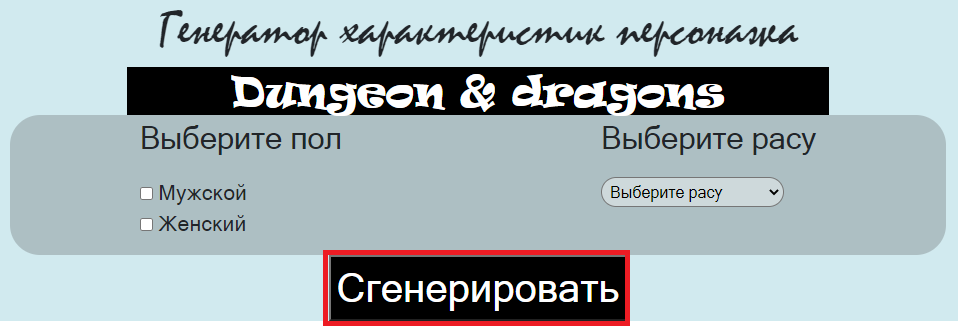 Генератор характеристик персонажа
Dungeon & dragons
Выберите пол
Выберите расу
Мужской
Выберите расу
Женский
Сгенерировать